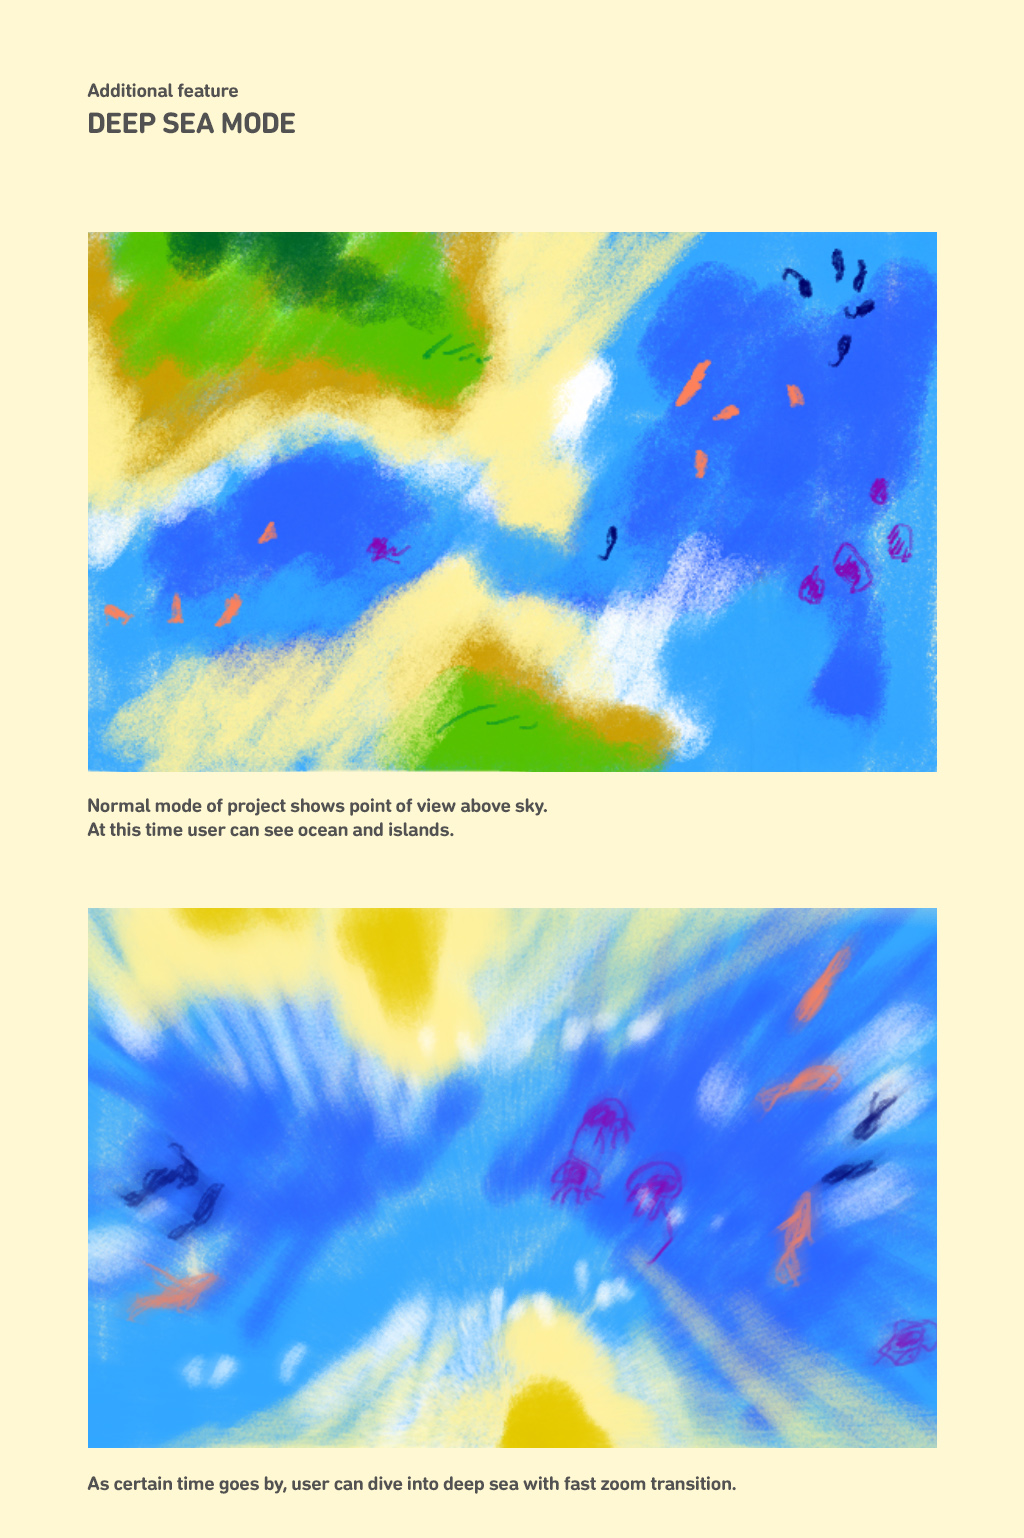 Additional feature
DEEP SEA MODE
Normal mode of project shows point of view above sky.
At this time user can see ocean and islands.
As certain time goes by, user can dive into deep sea with fast zoom transition.